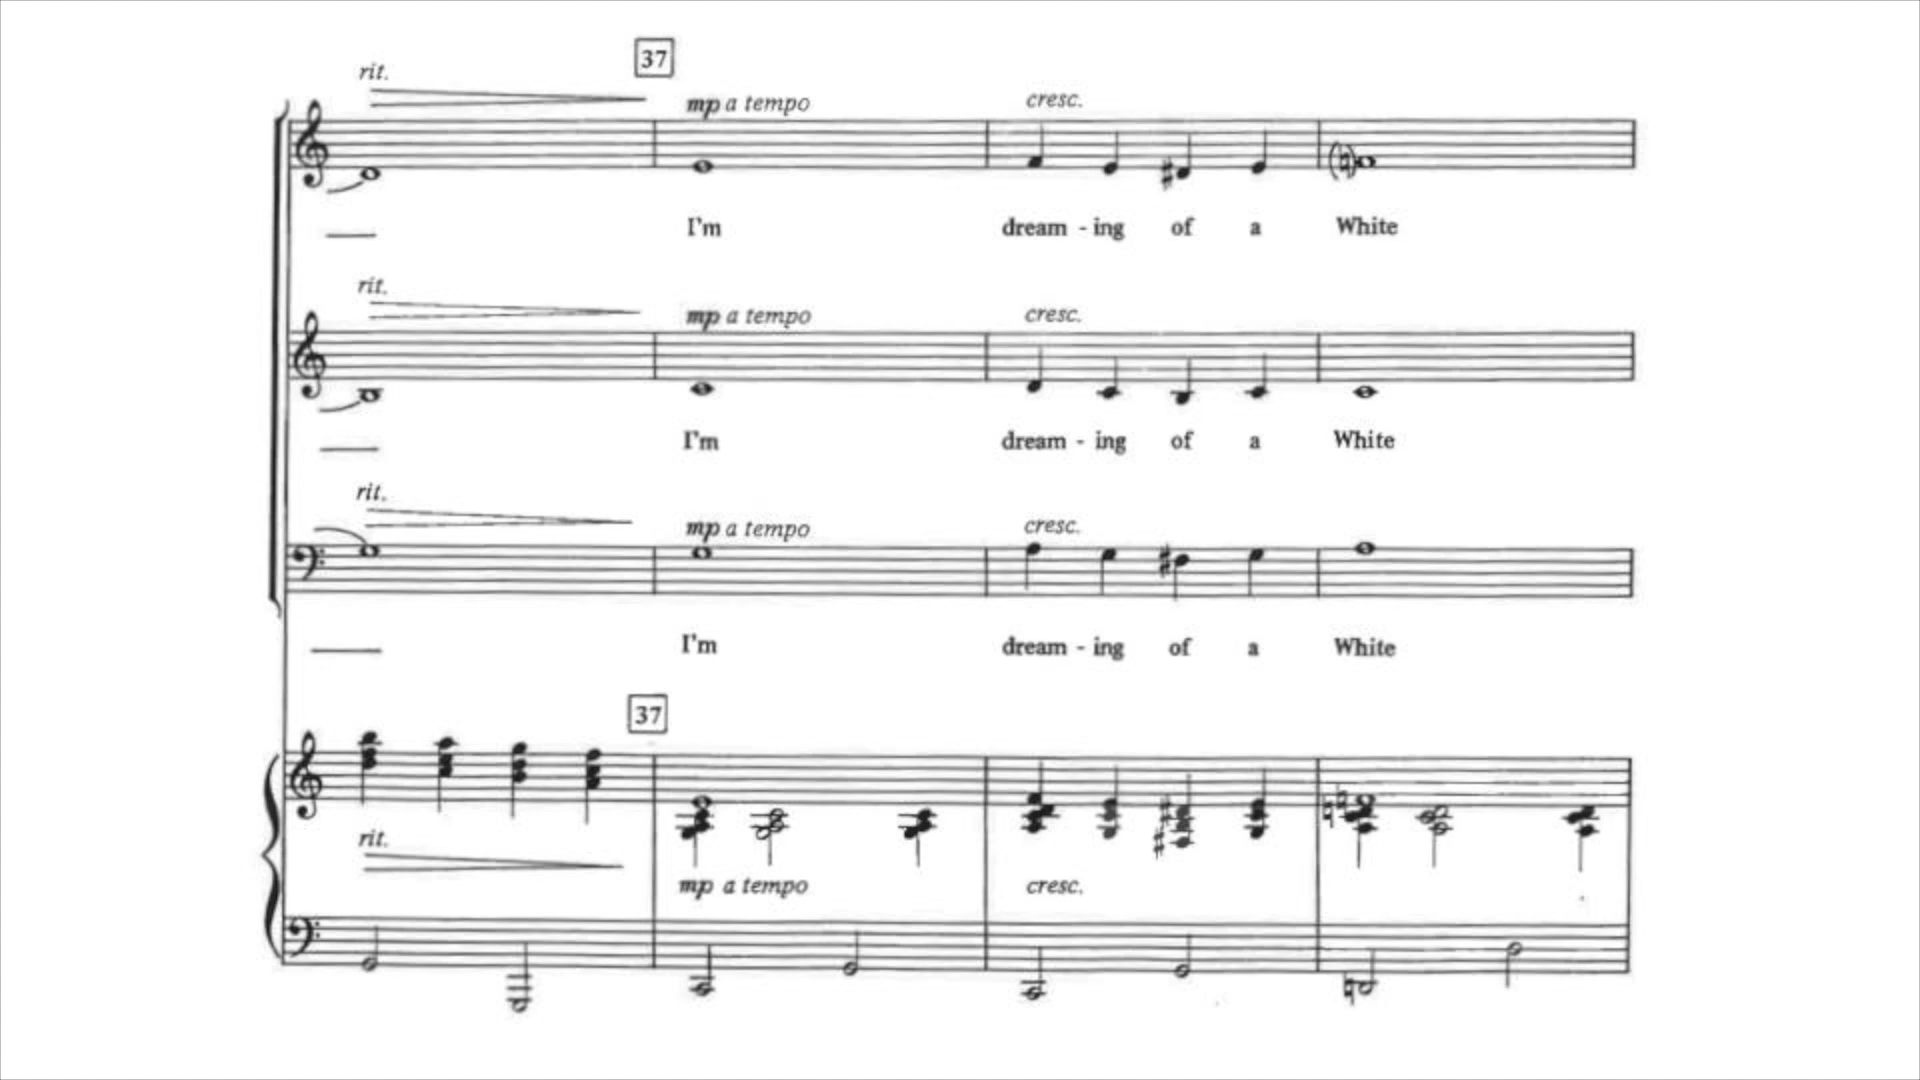 37
rit.
mp a tempo cresc.
I'm dream - ing of a White
rit.
mp a tempo cresc.
I'm dream - ing of a White
rit.
mp a tempo cresc.
I'm dream - ing of a White
37
rit.
mp a tempo cresc.